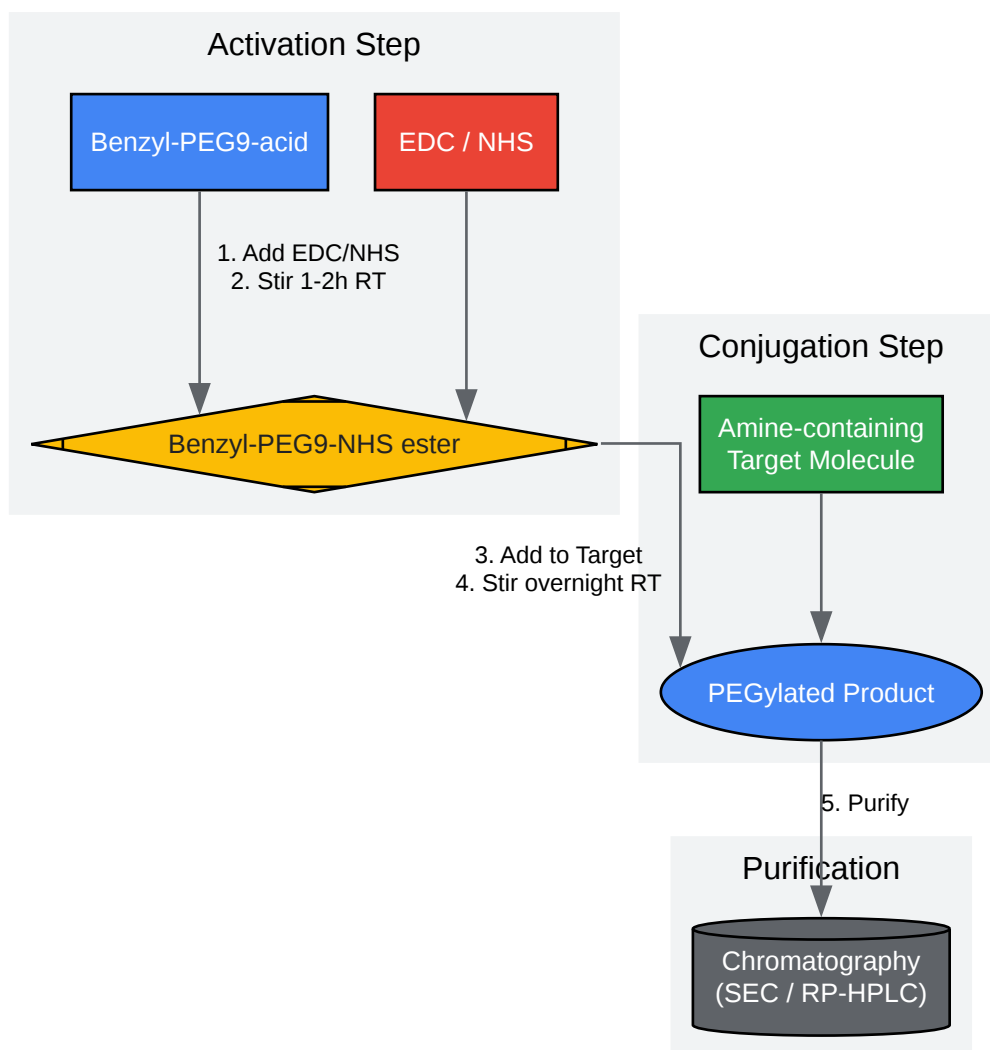 Activation Step
Benzyl-PEG9-acid
EDC / NHS
1. Add EDC/NHS
2. Stir 1-2h RT
Benzyl-PEG9-NHS ester
Conjugation Step
Amine-containing
Target Molecule
3. Add to Target
4. Stir overnight RT
PEGylated Product
5. Purify
Purification
Chromatography
(SEC / RP-HPLC)